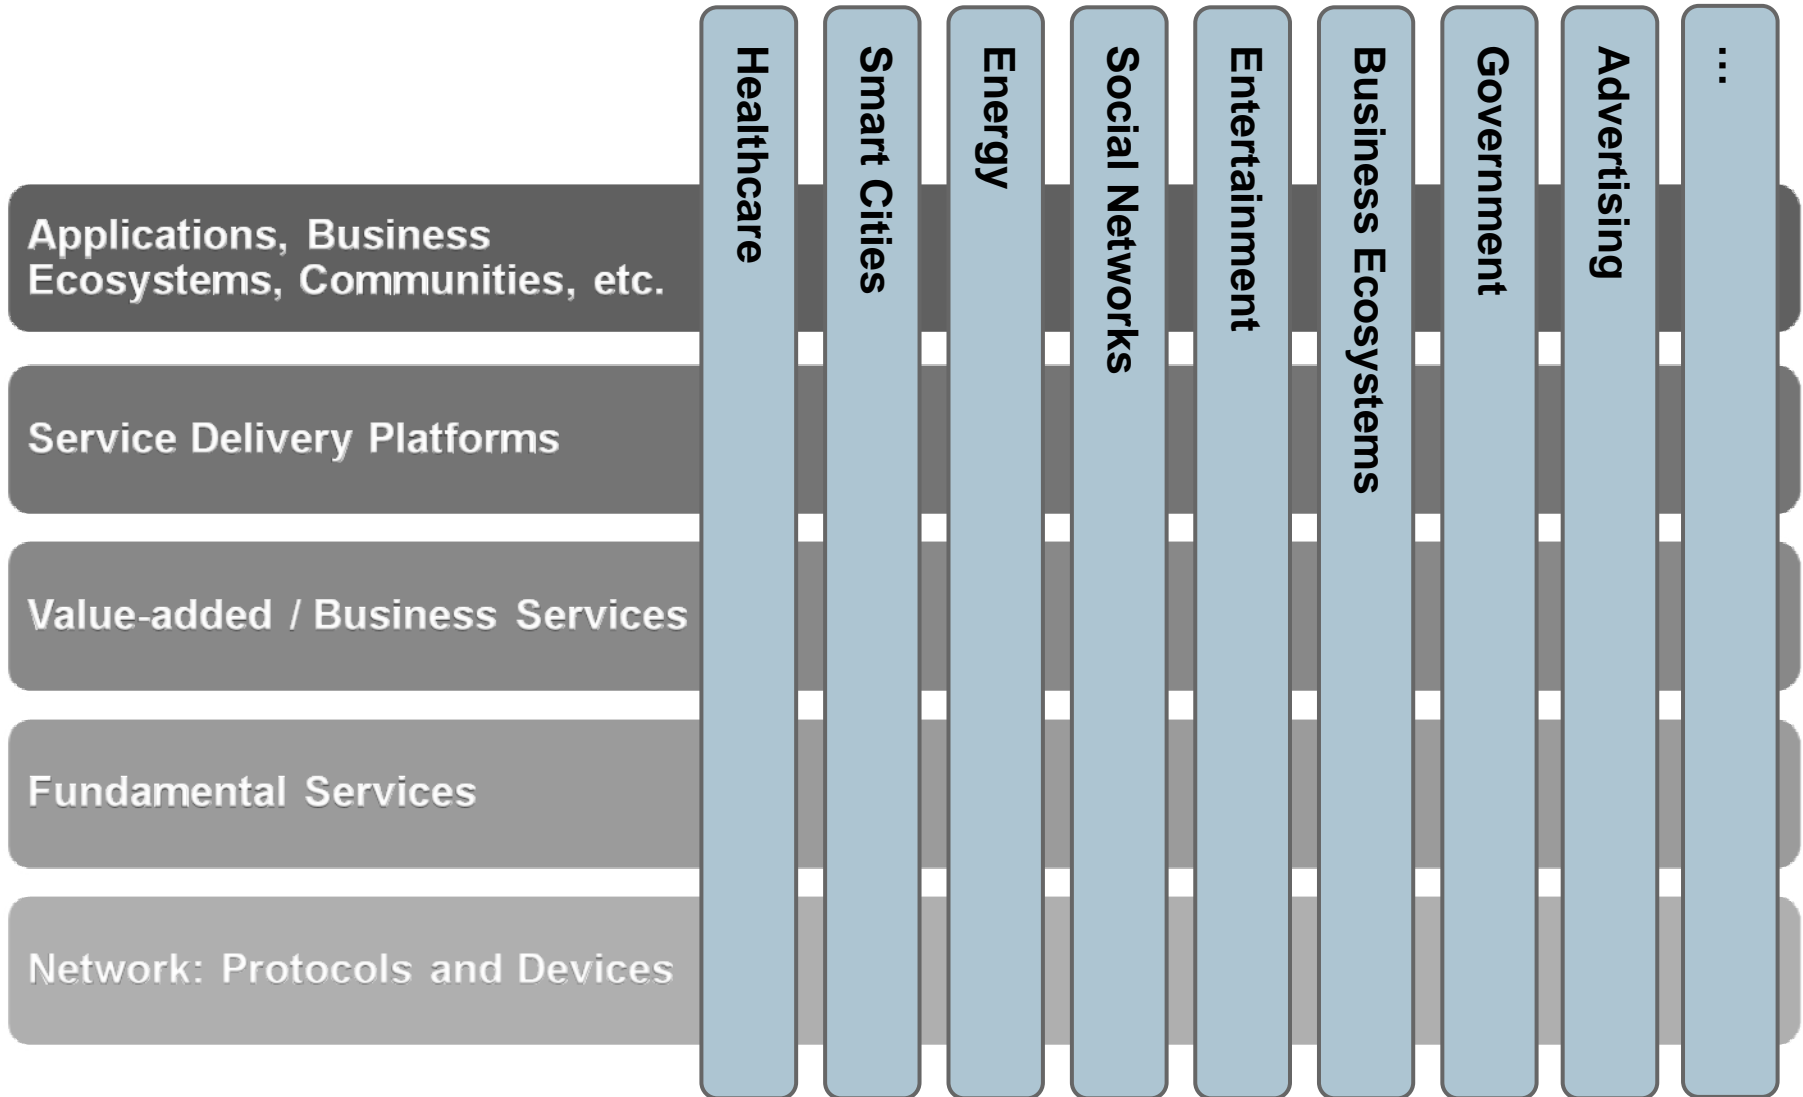 Healthcare
Smart Cities
Energy
Social Networks
Entertainment
Business Ecosystems
Government
Advertising
...
Applications, Business
Ecosystems, Communities, etc.
Service Delivery Platforms
Value-added / Business Services
Fundamental Services
Network: Protocols and Devices